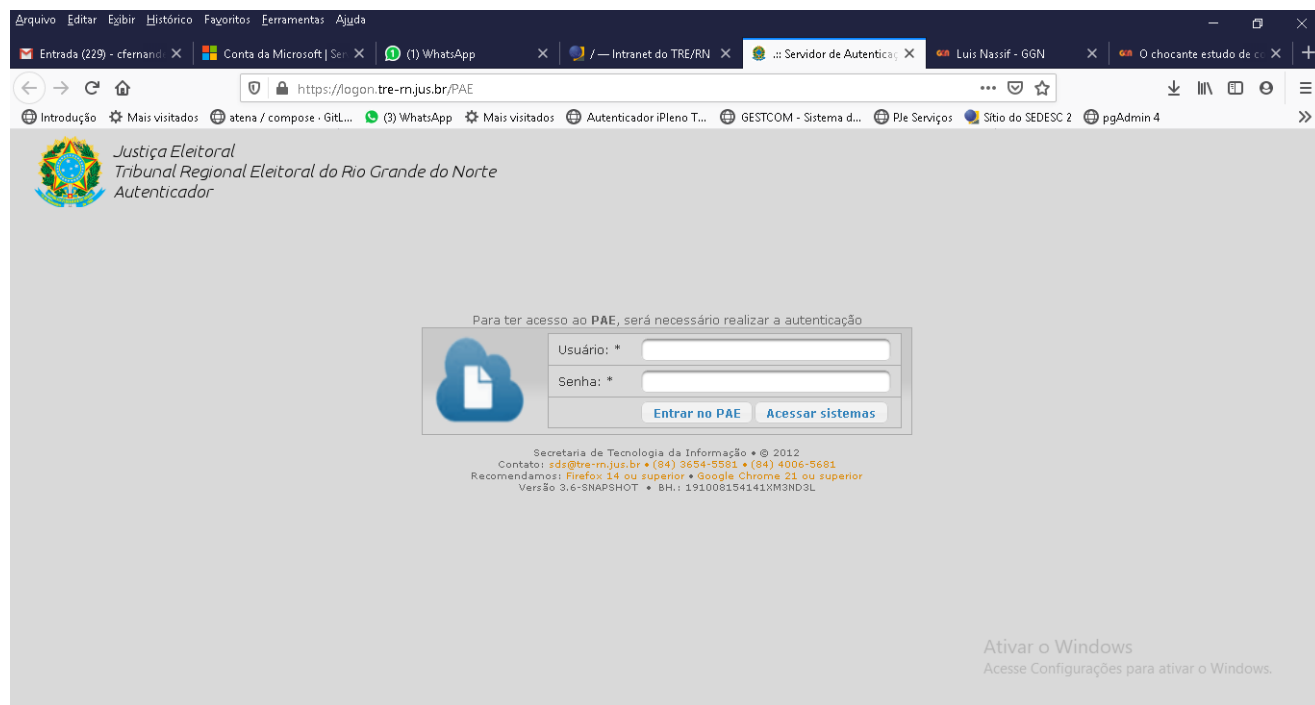 Arquivo Editar Exibir Histórico Favoritos Ferramentas Ajuda
Entrada (229) - cfernand Conta da Microsoft | Ser (1) WhatsApp / — Intranet do TRE/RN .:: Servidor de Autenticaç Luis Nassif - GGN O chocante estudo de co
https://logon.tre-rn.jus.br/PAE
Introdução Mais visitados atena / compose · GitL... (3) WhatsApp Mais visitados Autenticador iPleno T... GESTCOM - Sistema d... PJe Serviços Sítio do SEDESC 2 pgAdmin 4
Justiça Eleitoral
Tribunal Regional Eleitoral do Rio Grande do Norte
Autenticador
Para ter acesso ao PAE, será necessário realizar a autenticação
Usuário: *
Senha: *
Entrar no PAE Acessar sistemas
Secretaria de Tecnologia da Informação • © 2012
Contato: sds@tre-rn.jus.br • (84) 3654-5581 • (84) 4006-5681
Recomendamos: Firefox 14 ou superior • Google Chrome 21 ou superior
Versão 3.6-SNAPSHOT • BH.: 191008154141XM3ND3L
Ativar o Windows
Acesse Configurações para ativar o Windows.